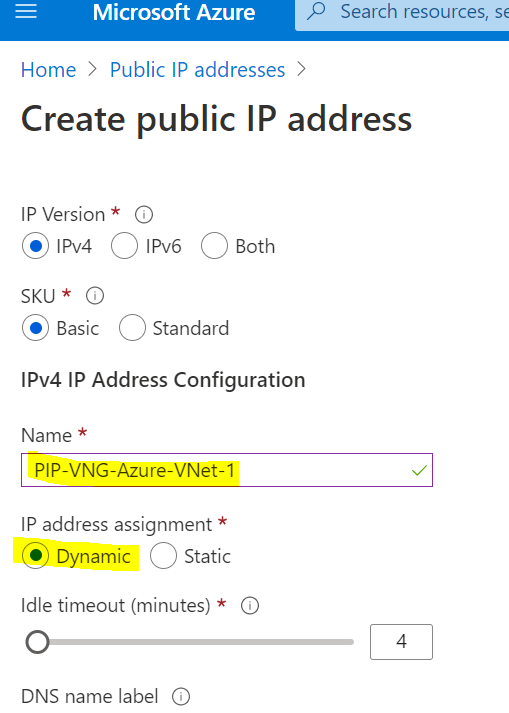 Microsoft Azure
Search resources, se
Home > Public IP addresses >
Create public IP address
IP Version *
IPv4 IPv6 Both
SKU *
Basic Standard
IPv4 IP Address Configuration
Name *
PIP-VNG-Azure-VNet-1
IP address assignment *
Dynamic Static
Idle timeout (minutes) *
4
DNS name label